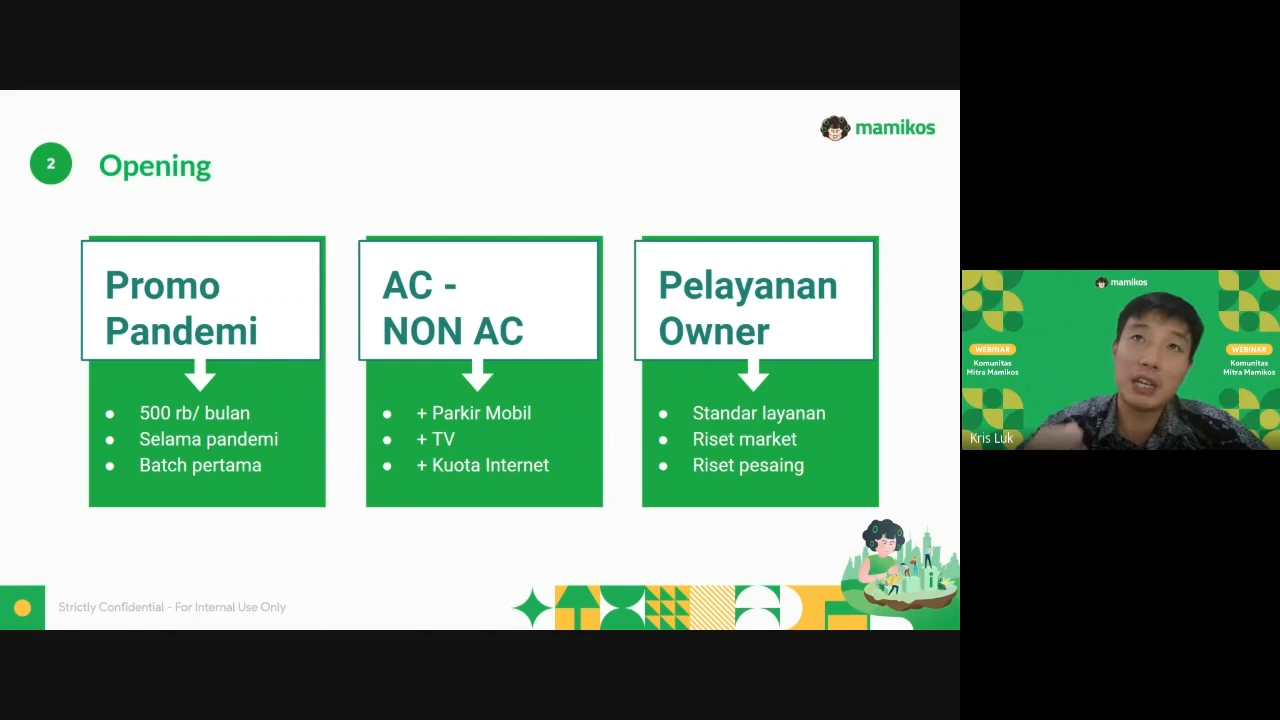 mamikos
2
Opening
Promo
Pandemi
500 rb/ bulan
Selama pandemi
Batch pertama
AC -
NON AC
+ Parkir Mobil
+ TV
+ Kuota Internet
Pelayanan
Owner
Standar layanan
Riset market
Riset pesaing
Strictly Confidential - For Internal Use Only
mamikos
WEBINAR
Komunitas
Mitra Mamikos
WEBINAR
Komunitas
Mitra Mamikos
Kris Luk